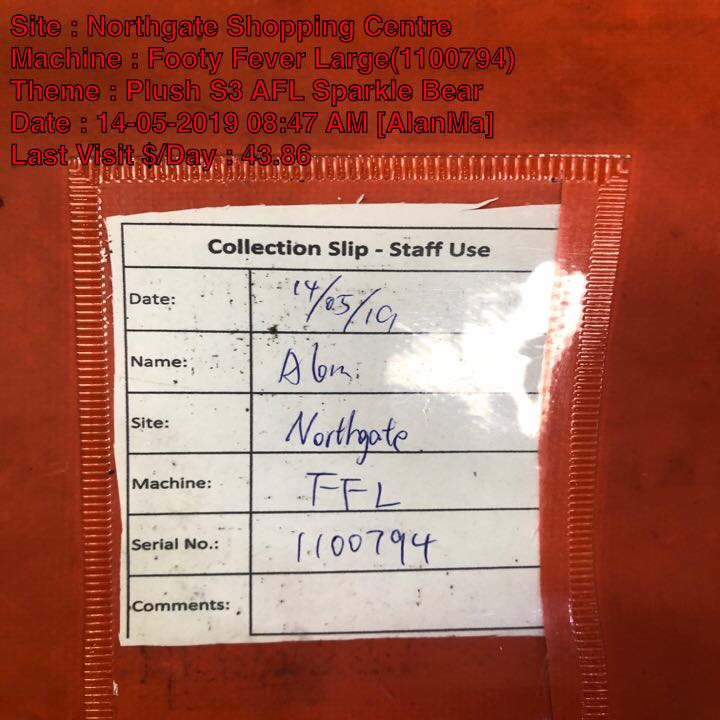 Site : Northgate Shopping Centre
Machine : Footy Fever Large(1100794)
Theme : Plush S3 AFL Sparkle Bear
Date : 14-05-2019 08:47 AM [AlanMa]
Last Visit $/Day : 43.86
Collection Slip - Staff Use
Date: 14/05/19
Name: Alan
Site: Northgate
Machine: FFL
Serial No.: 1100794
Comments: